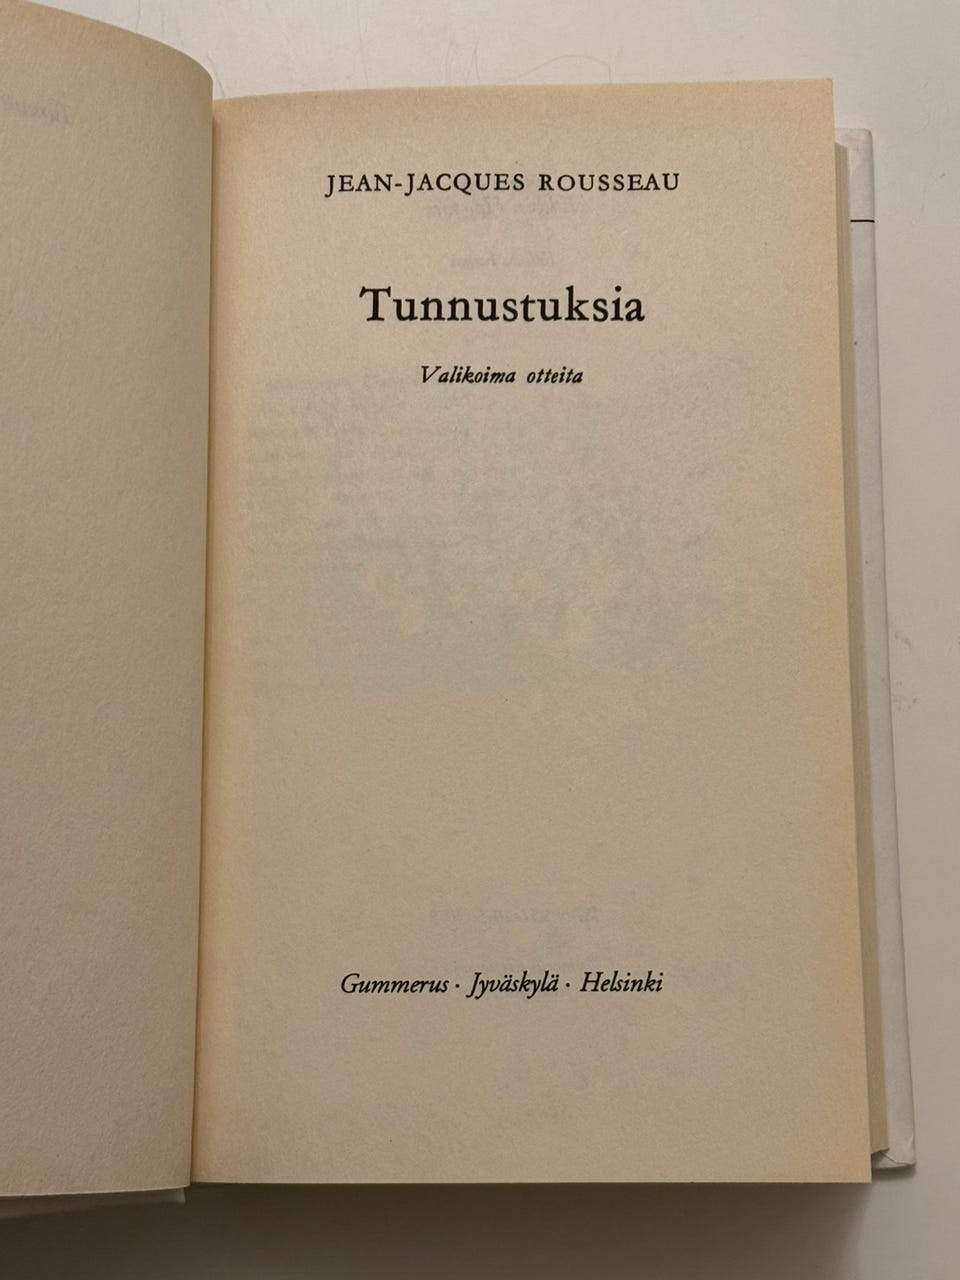 JEAN-JACQUES ROUSSEAU
Tunnustuksia
Valikoima otteita
Gummerus · Jyväskylä · Helsinki